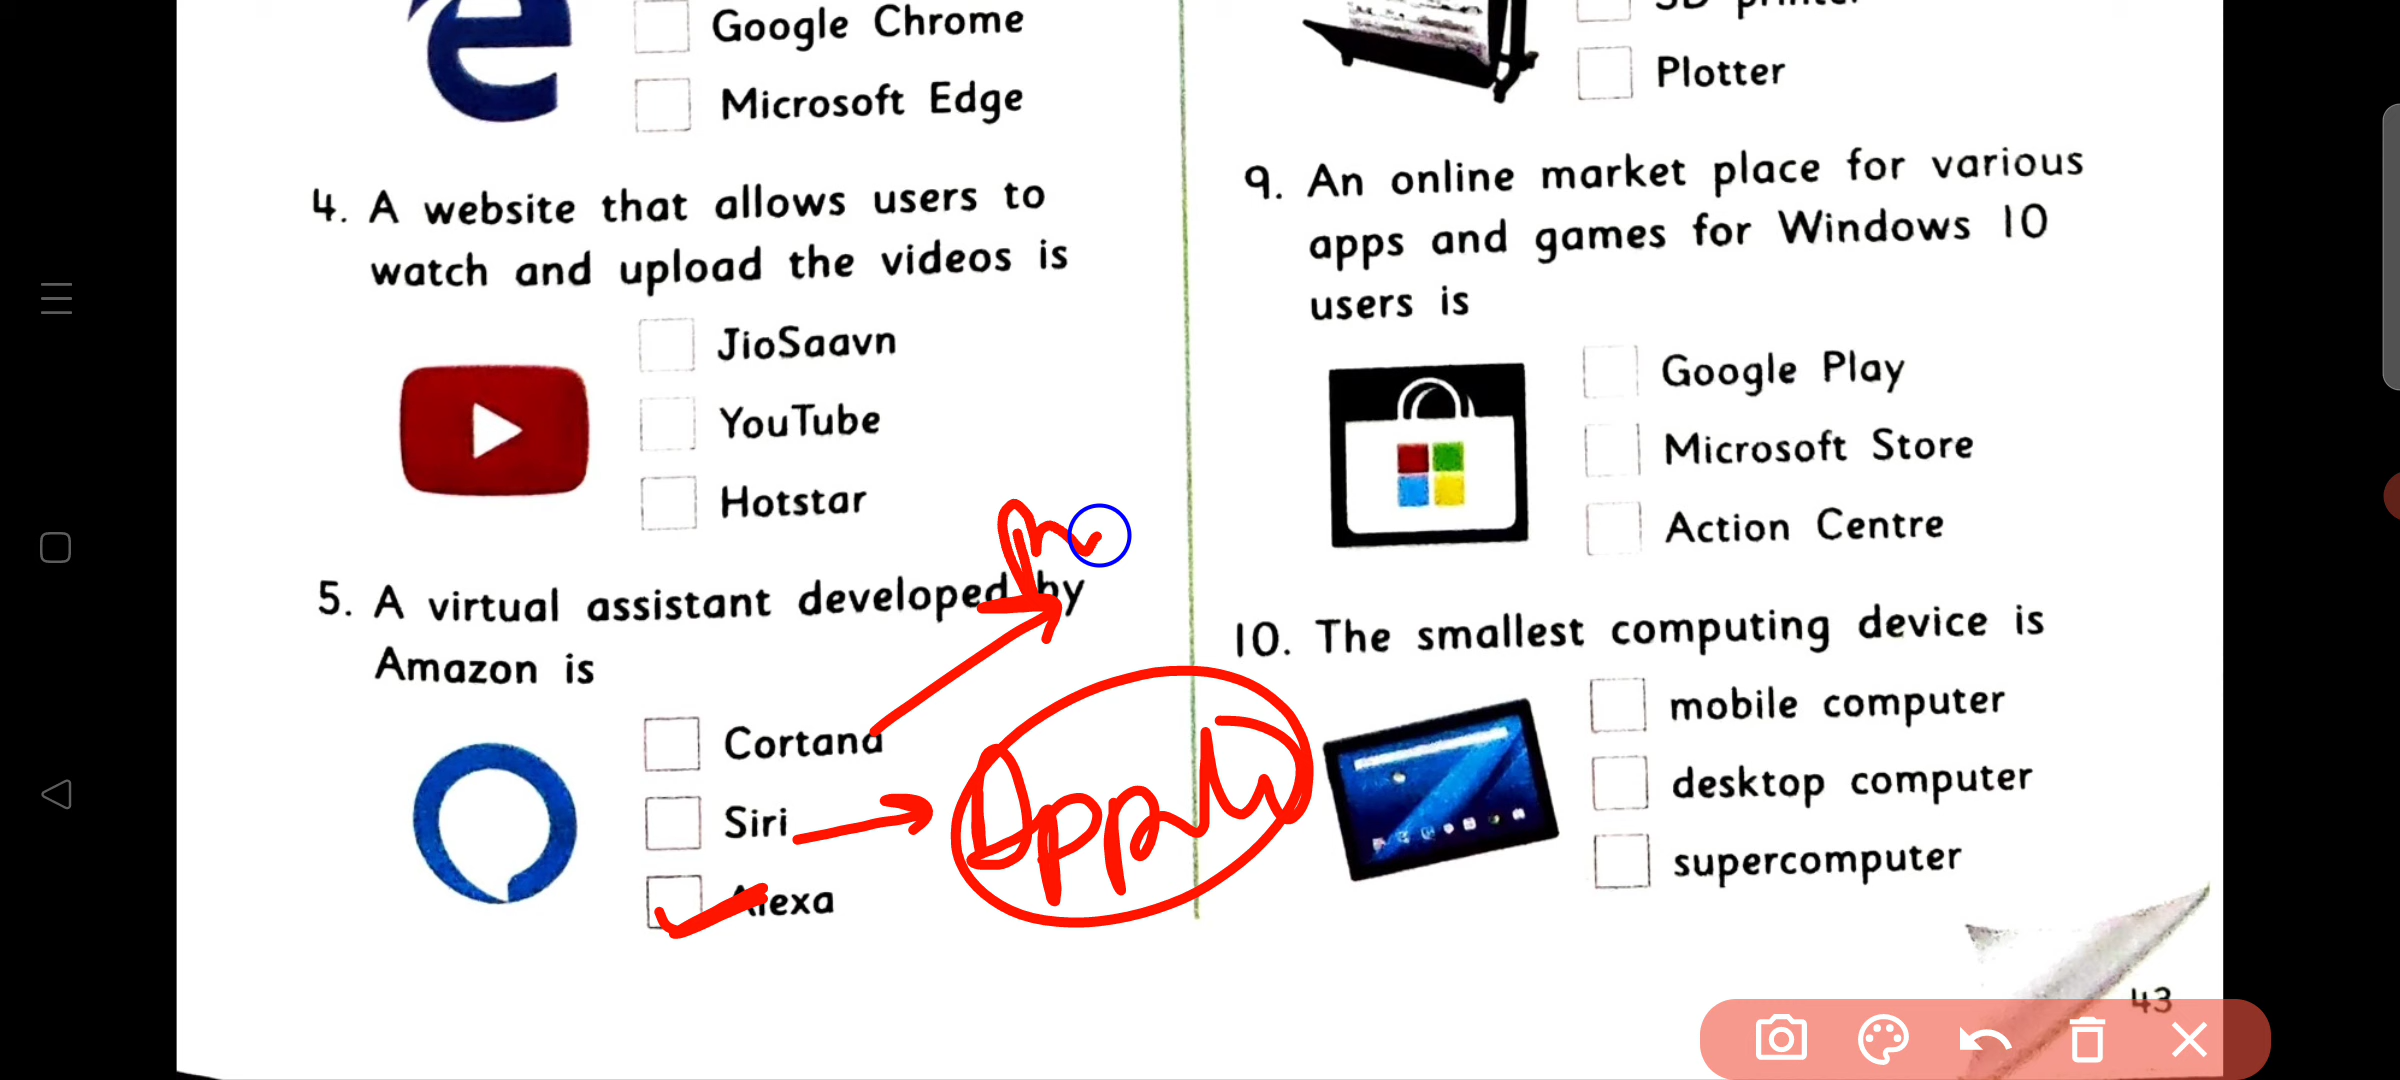 Google Chrome
Microsoft Edge
4. A website that allows users to
watch and upload the videos is
JioSaavn
YouTube
Hotstar
5. A virtual assistant developed by
Amazon is
Cortana
Siri
Alexa
Apple
Plotter
9. An online market place for various
apps and games for Windows 10
users is
Google Play
Microsoft Store
Action Centre
10. The smallest computing device is
mobile computer
desktop computer
supercomputer
43